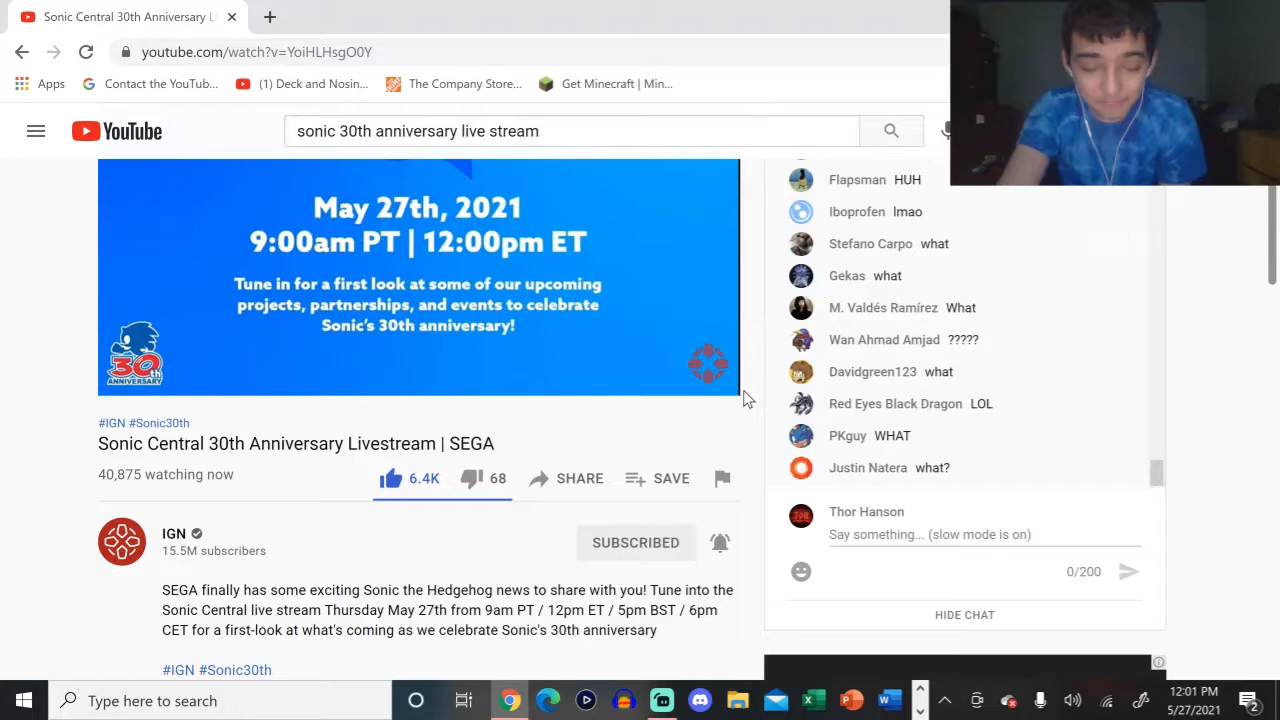 Sonic Central 30th Anniversary Li
youtube.com/watch?v=YoiHLHsgO0Y
Apps
Contact the YouTub...
(1) Deck and Nosin...
The Company Store...
Get Minecraft | Min...
YouTube
sonic 30th anniversary live stream
May 27th, 2021
9:00am PT | 12:00pm ET
Tune in for a first look at some of our upcoming
projects, partnerships, and events to celebrate
Sonic's 30th anniversary!
30th
ANNIVERSARY
#IGN #Sonic30th
Sonic Central 30th Anniversary Livestream | SEGA
40,875 watching now
6.4K
68
SHARE
SAVE
IGN
15.5M subscribers
SUBSCRIBED
SEGA finally has some exciting Sonic the Hedgehog news to share with you! Tune into the
Sonic Central live stream Thursday May 27th from 9am PT / 12pm ET / 5pm BST / 6pm
CET for a first-look at what's coming as we celebrate Sonic's 30th anniversary
#IGN #Sonic30th
Flapsman HUH
Iboprofen lmao
Stefano Carpo what
Gekas what
M. Valdés Ramírez What
Wan Ahmad Amjad ?????
Davidgreen123 what
Red Eyes Black Dragon LOL
PKguy WHAT
Justin Natera what?
Thor Hanson
Say something... (slow mode is on)
0/200
HIDE CHAT
Type here to search
12:01 PM
5/27/2021
2